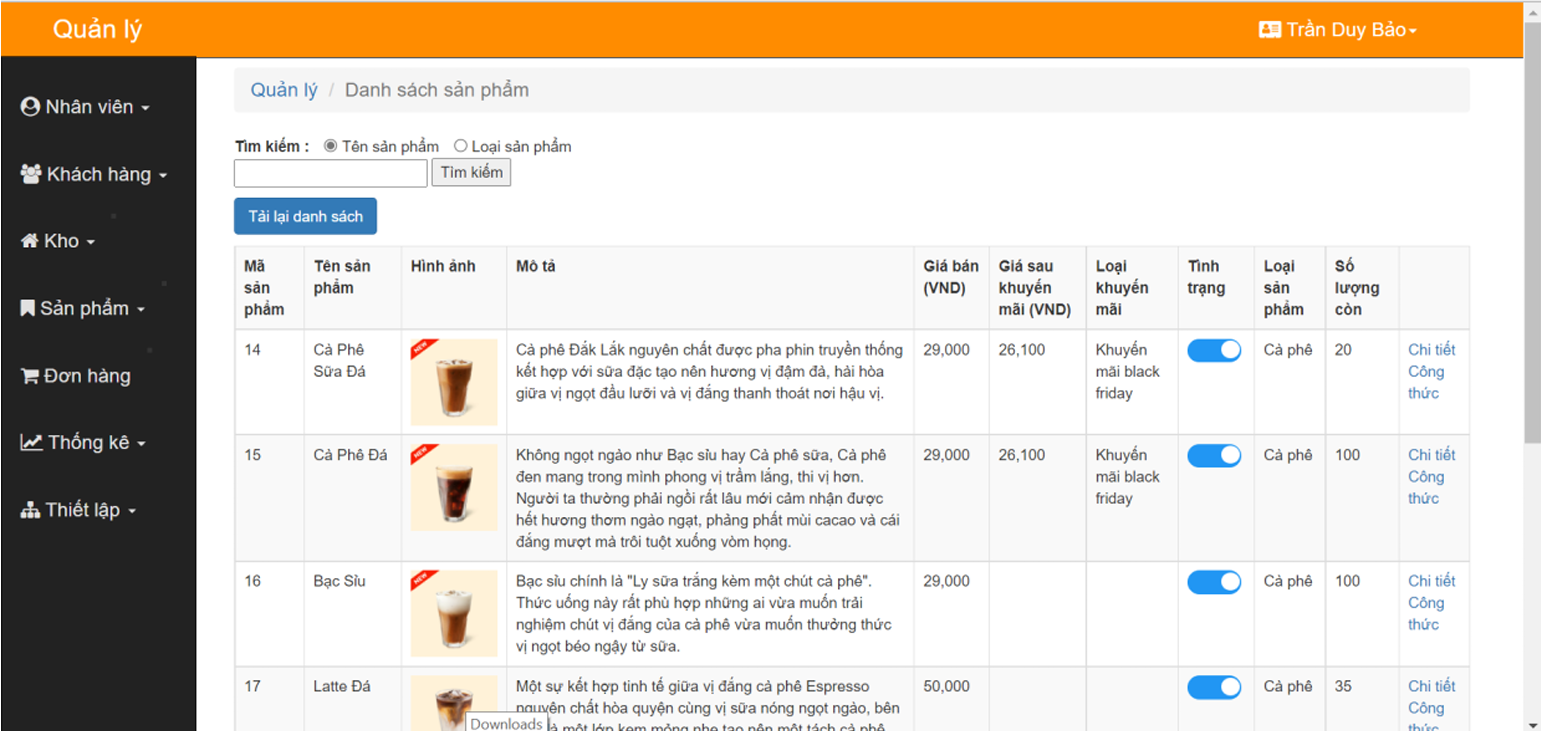 Quản lý
Trần Duy Bảo
Nhân viên
Khách hàng
Kho
Sản phẩm
Đơn hàng
Thống kê
Thiết lập
Quản lý / Danh sách sản phẩm
Tìm kiếm : Tên sản phẩm Loại sản phẩm
Tìm kiếm
Tải lại danh sách
Mã sản phẩm
Tên sản phẩm
Hình ảnh
Mô tả
Giá bán (VND)
Giá sau khuyến mãi (VND)
Loại khuyến mãi
Tình trạng
Loại sản phẩm
Số lượng còn
14
Cà Phê
Sữa Đá
NEW
Cà phê Đắk Lắk nguyên chất được pha phin truyền thống
kết hợp với sữa đặc tạo nên hương vị đậm đà, hài hòa
giữa vị ngọt đầu lưỡi và vị đắng thanh thoát nơi hậu vị.
29,000
26,100
Khuyến
mãi black
friday
Cà phê
20
Chi tiết
Công
thức
15
Cà Phê Đá
NEW
Không ngọt ngào như Bạc sỉu hay Cà phê sữa, Cà phê
đen mang trong mình phong vị trầm lắng, thi vị hơn.
Người ta thường phải ngồi rất lâu mới cảm nhận được
hết hương thơm ngào ngạt, phảng phất mùi cacao và cái
đắng mượt mà trôi tuột xuống vòm họng.
29,000
26,100
Khuyến
mãi black
friday
Cà phê
100
Chi tiết
Công
thức
16
Bạc Sỉu
NEW
Bạc sỉu chính là "Ly sữa trắng kèm một chút cà phê".
Thức uống này rất phù hợp những ai vừa muốn trải
nghiệm chút vị đắng của cà phê vừa muốn thưởng thức
vị ngọt béo ngậy từ sữa.
29,000
Cà phê
100
Chi tiết
Công
thức
17
Latte Đá
NEW
Một sự kết hợp tinh tế giữa vị đắng cà phê Espresso
nguyên chất hòa quyện cùng vị sữa nóng ngọt ngào, bên
là một lớp kem mỏng nhẹ tạo nên một tách cà phê
50,000
Cà phê
35
Chi tiết
Công
thức
Downloads